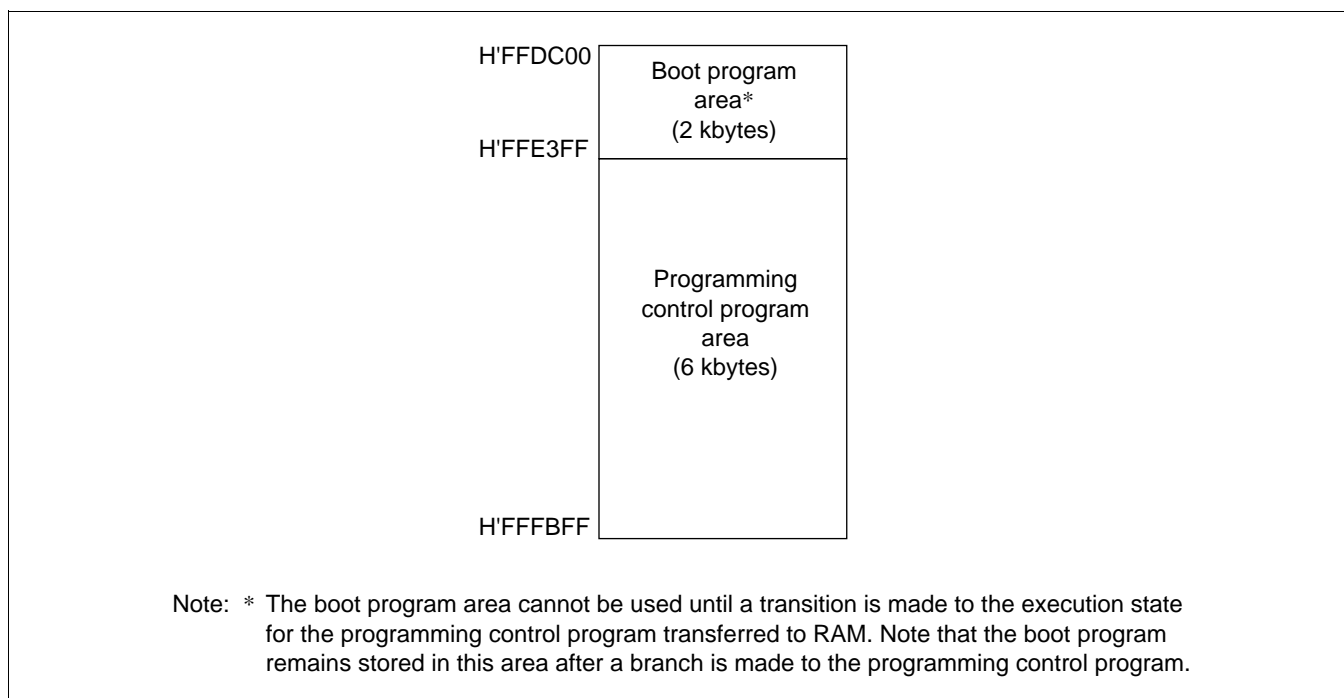 H'FFDC00
Boot program
area*
(2 kbytes)
H'FFE3FF
Programming
control program
area
(6 kbytes)
H'FFFBFF
Note: * The boot program area cannot be used until a transition is made to the execution state
for the programming control program transferred to RAM. Note that the boot program
remains stored in this area after a branch is made to the programming control program.